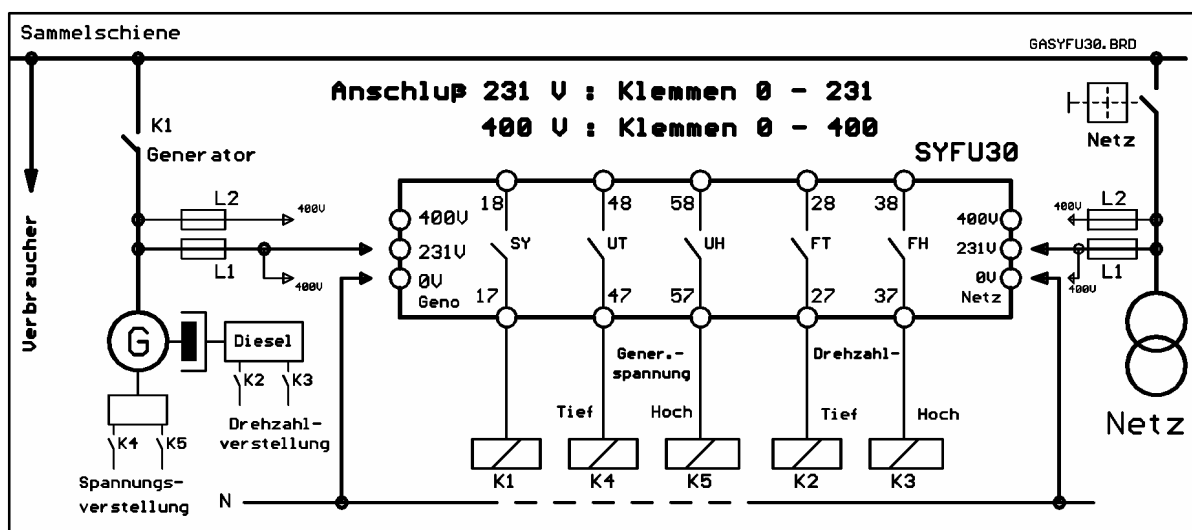 Sammelschiene
GASYFU30.BRD
Anschluß 231 V : Klemmen 0 - 231
400 V : Klemmen 0 - 400
K1
Generator
Netz
SYFU30
Verbraucher
L2
400V
L1
400V
18
48
58
28
38
400V
231V
0V
Geno
SY
UT
UH
FT
FH
400V
231V
0V
Netz
17
47
57
27
37
400V
L2
400V
L1
G
Diesel
K2
K3
Drehzahl-
verstellung
K4
K5
Spannungs-
verstellung
Gener.-
spannung
Drehzahl-
Tief
Hoch
Tief
Hoch
K1
K4
K5
K2
K3
Netz
N